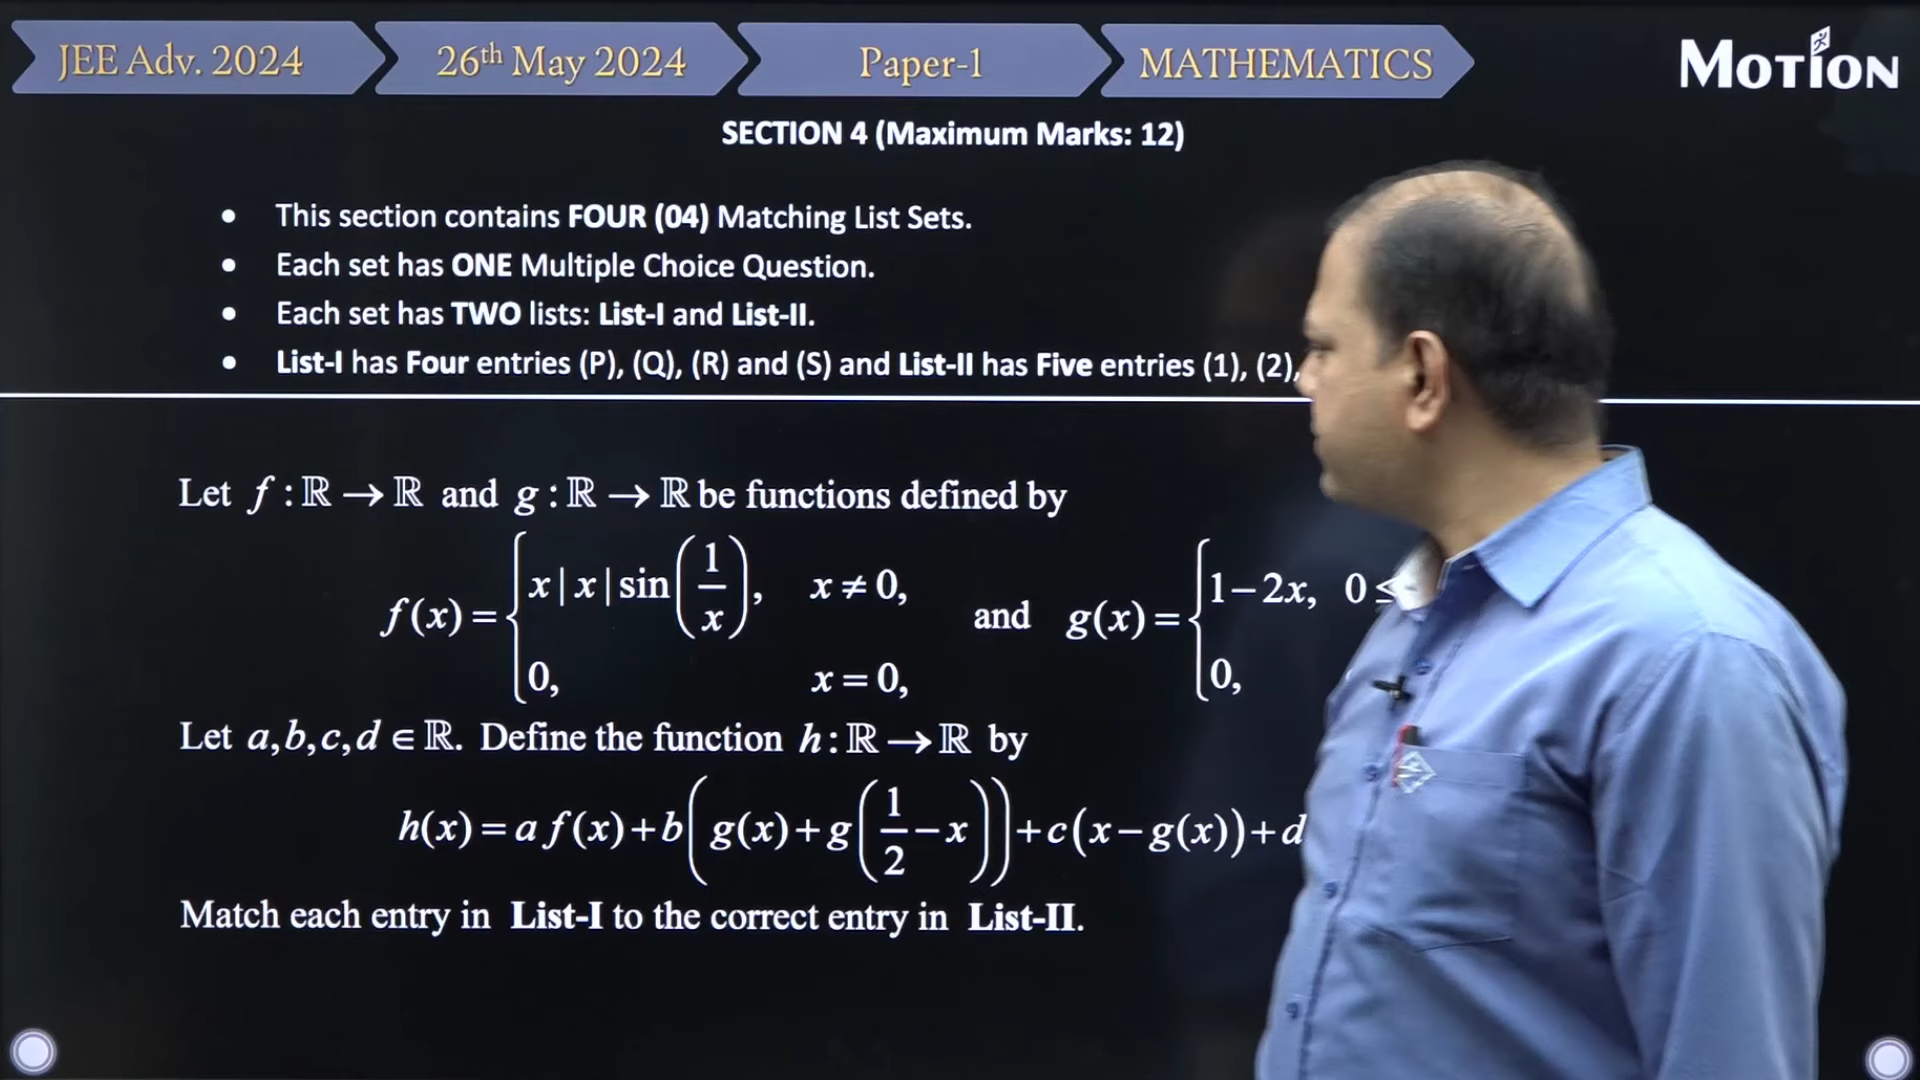 JEE Adv. 2024
26th May 2024
Paper-1
MATHEMATICS
MOTION
SECTION 4 (Maximum Marks: 12)
• This section contains FOUR (04) Matching List Sets.
• Each set has ONE Multiple Choice Question.
• Each set has TWO lists: List-I and List-II.
• List-I has Four entries (P), (Q), (R) and (S) and List-II has Five entries (1), (2),
Let f : ℝ → ℝ and g : ℝ → ℝ be functions defined by
f(x) = { x|x|sin(1/x), x ≠ 0, 0, x = 0, and g(x) = { 1−2x, 0 ≤ 0,
Let a,b,c,d ∈ ℝ. Define the function h : ℝ → ℝ by
h(x) = a f(x) + b(g(x) + g(1/2 − x)) + c(x − g(x)) + d
Match each entry in List-I to the correct entry in List-II.